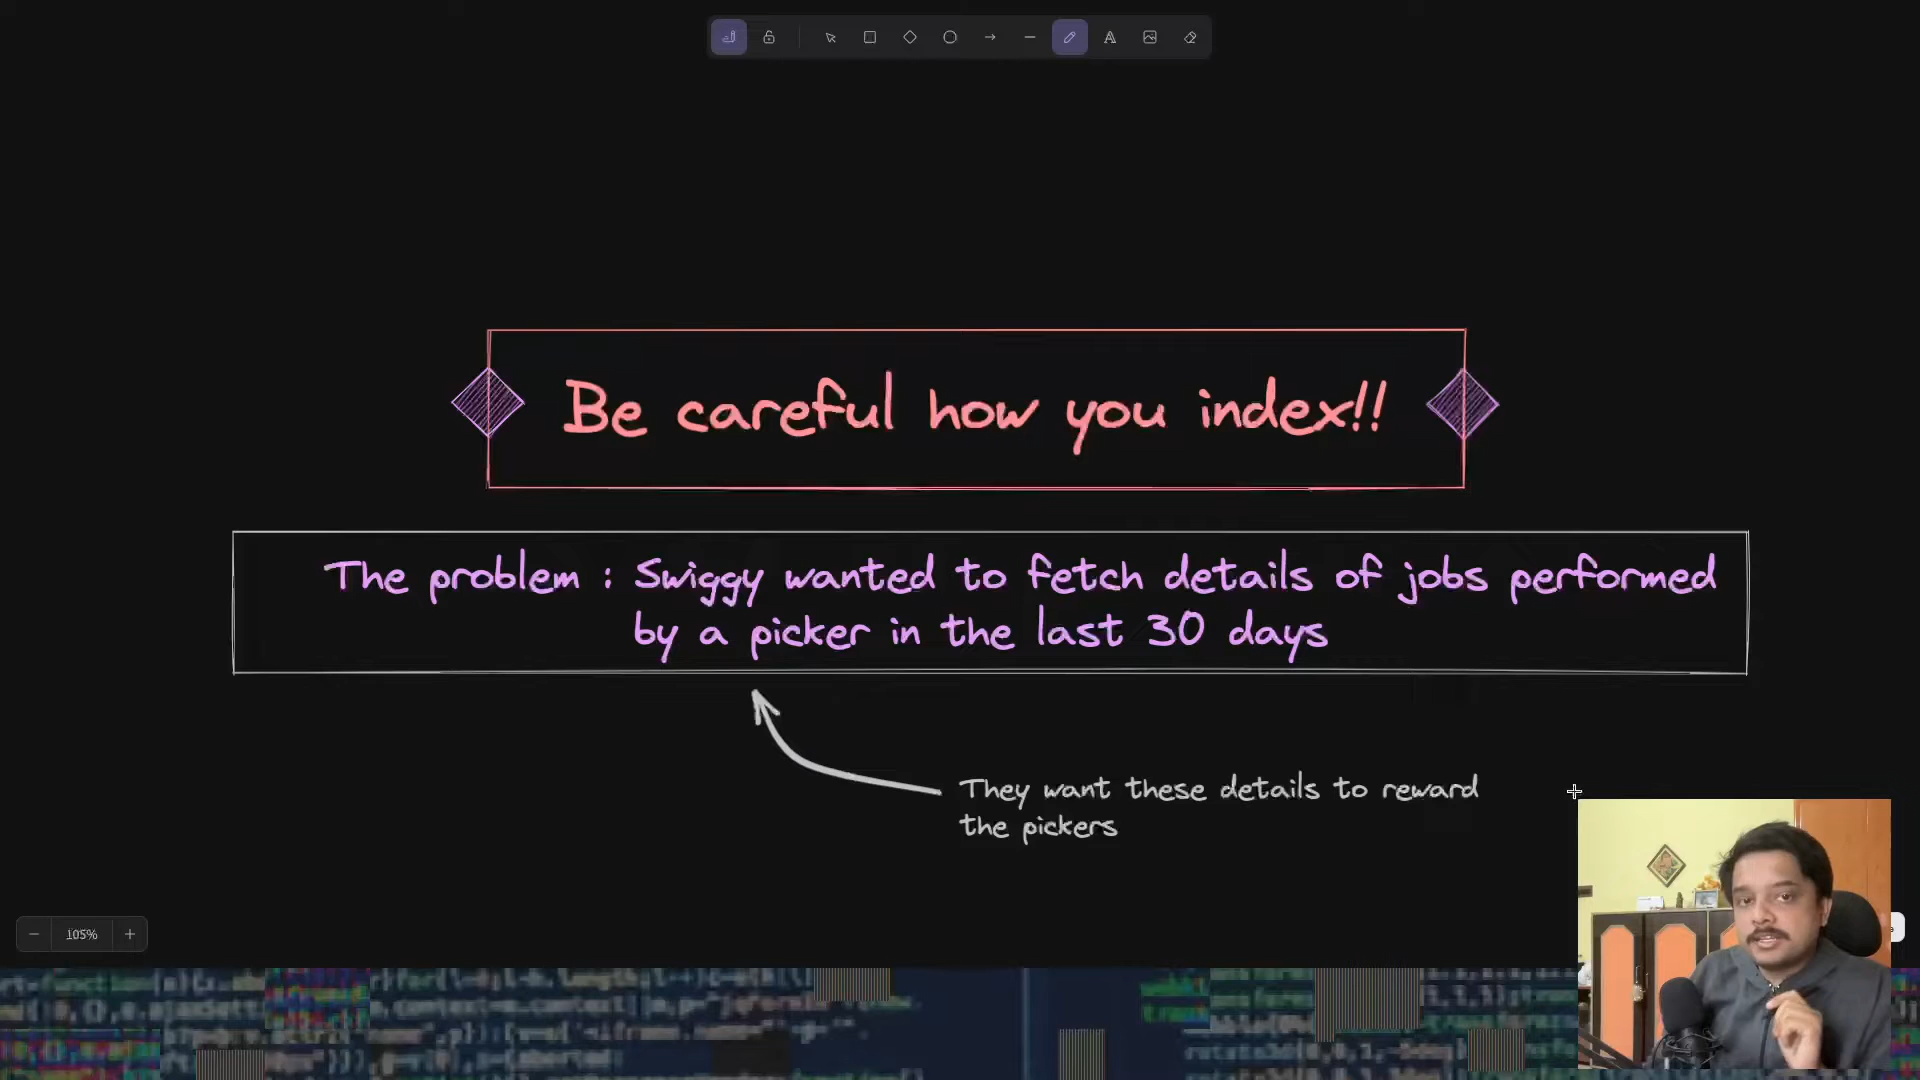 Be careful how you index!!
The problem : Swiggy wanted to fetch details of jobs performed
by a picker in the last 30 days
They want these details to reward
the pickers
105%